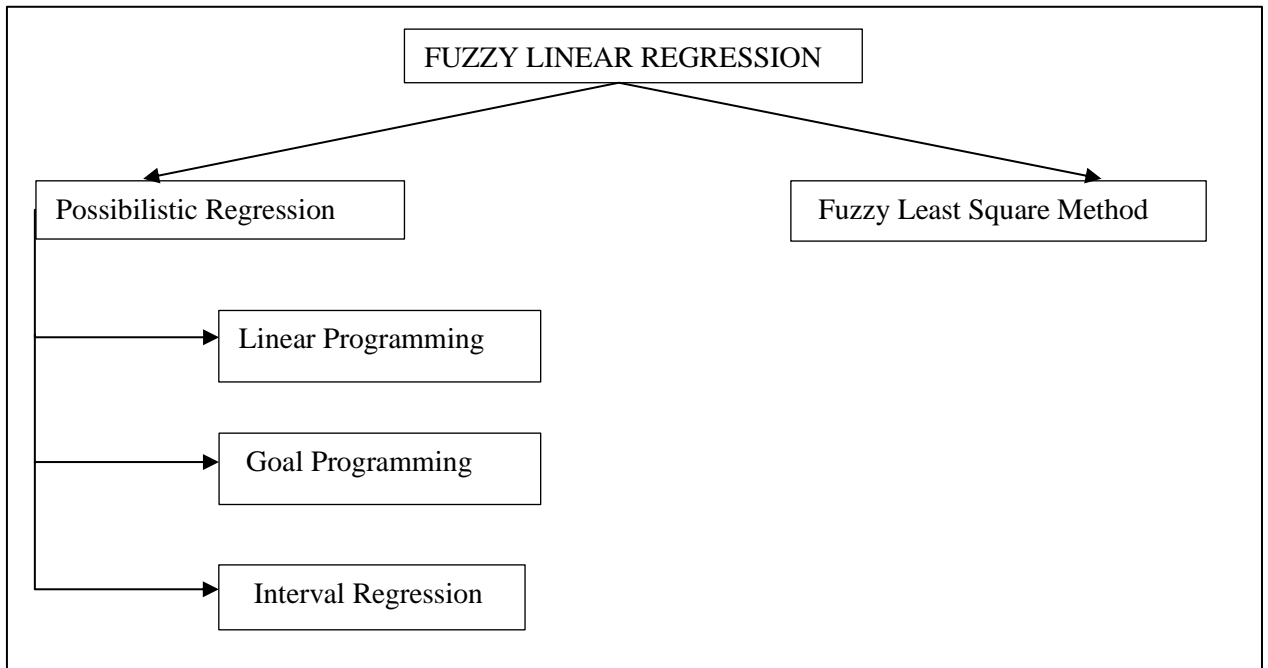 FUZZY LINEAR REGRESSION
Possibilistic Regression
Fuzzy Least Square Method
Linear Programming
Goal Programming
Interval Regression